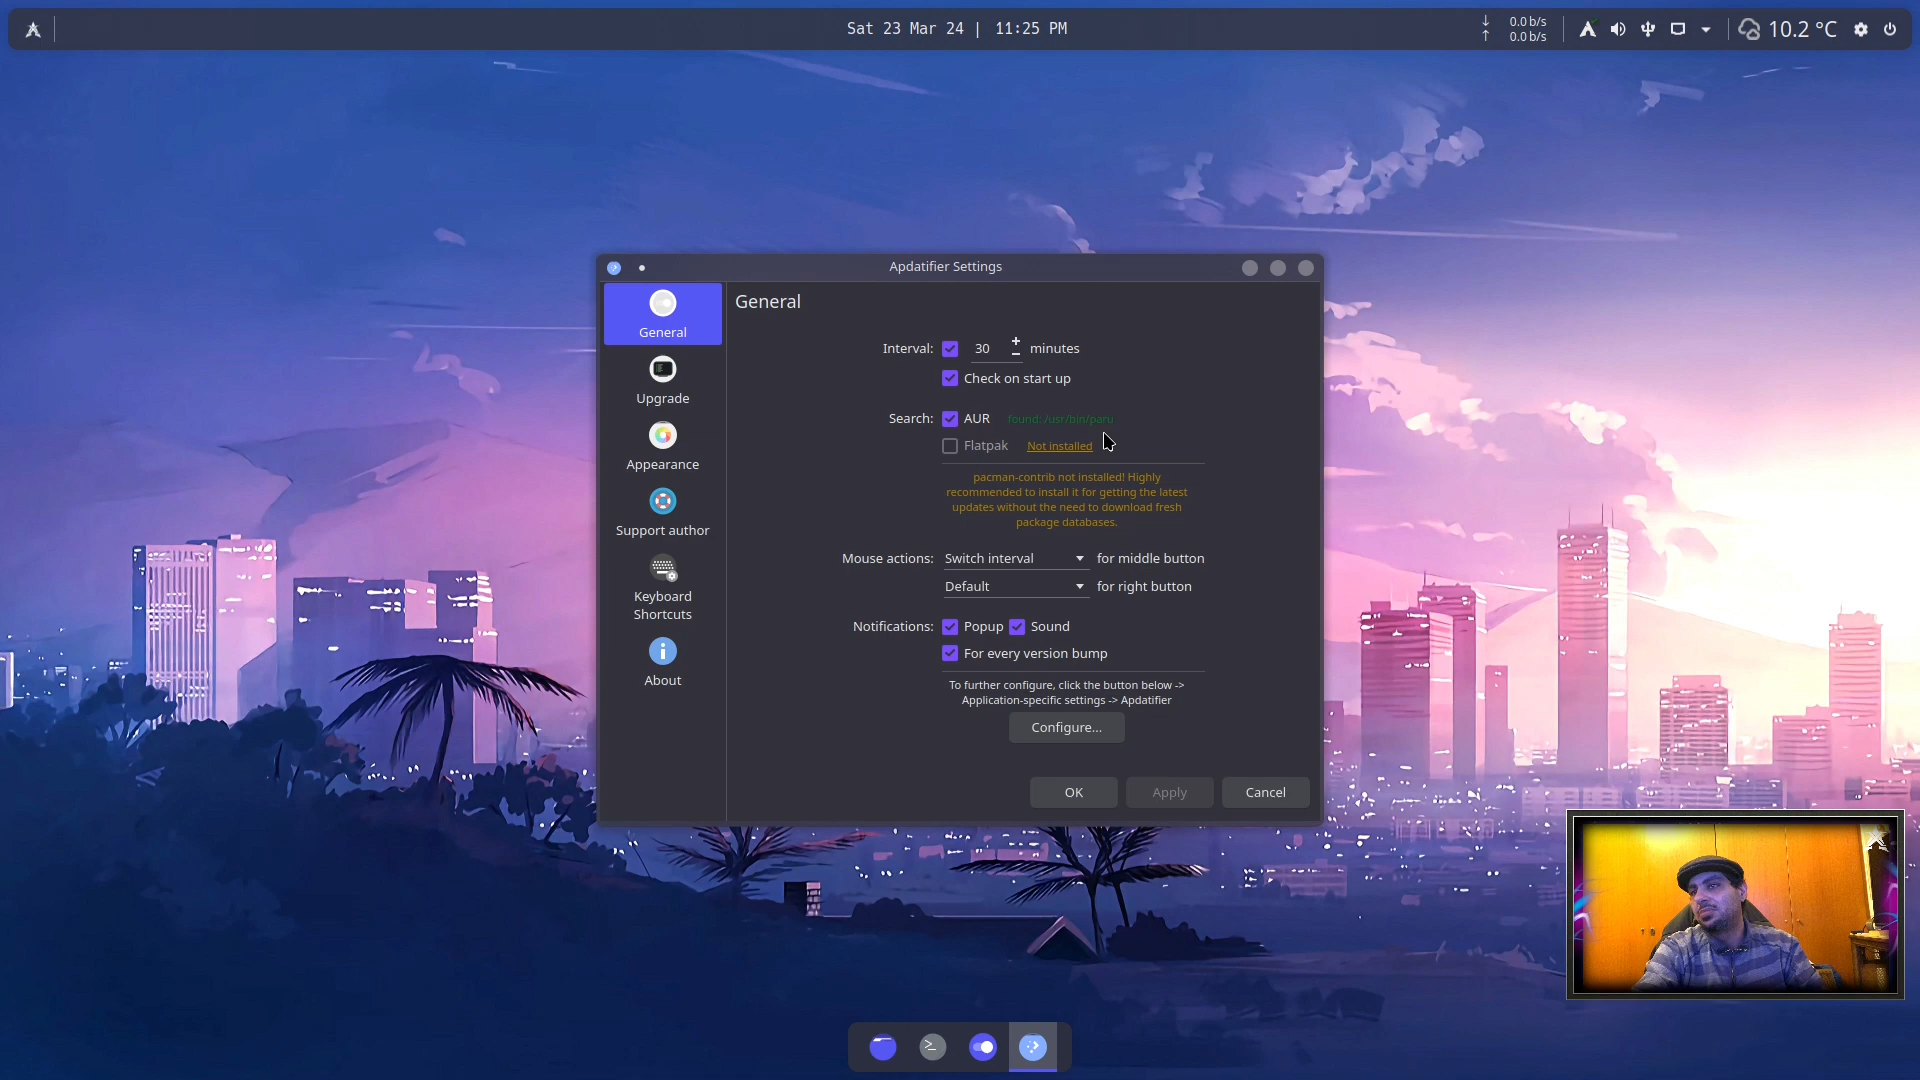 Sat 23 Mar 24 | 11:25 PM
0.0 b/s
0.0 b/s
10.2 °C
Apdatifier Settings
General
Upgrade
Appearance
Support author
Keyboard
Shortcuts
About
General
Interval: 30 + − minutes
Check on start up
Search: AUR found: /usr/bin/paru
Flatpak Not installed
pacman-contrib not installed! Highly
recommended to install it for getting the latest
updates without the need to download fresh
package databases.
Mouse actions: Switch interval for middle button
Default for right button
Notifications: Popup Sound
For every version bump
To further configure, click the button below ->
Application-specific settings -> Apdatifier
Configure...
OK Apply Cancel